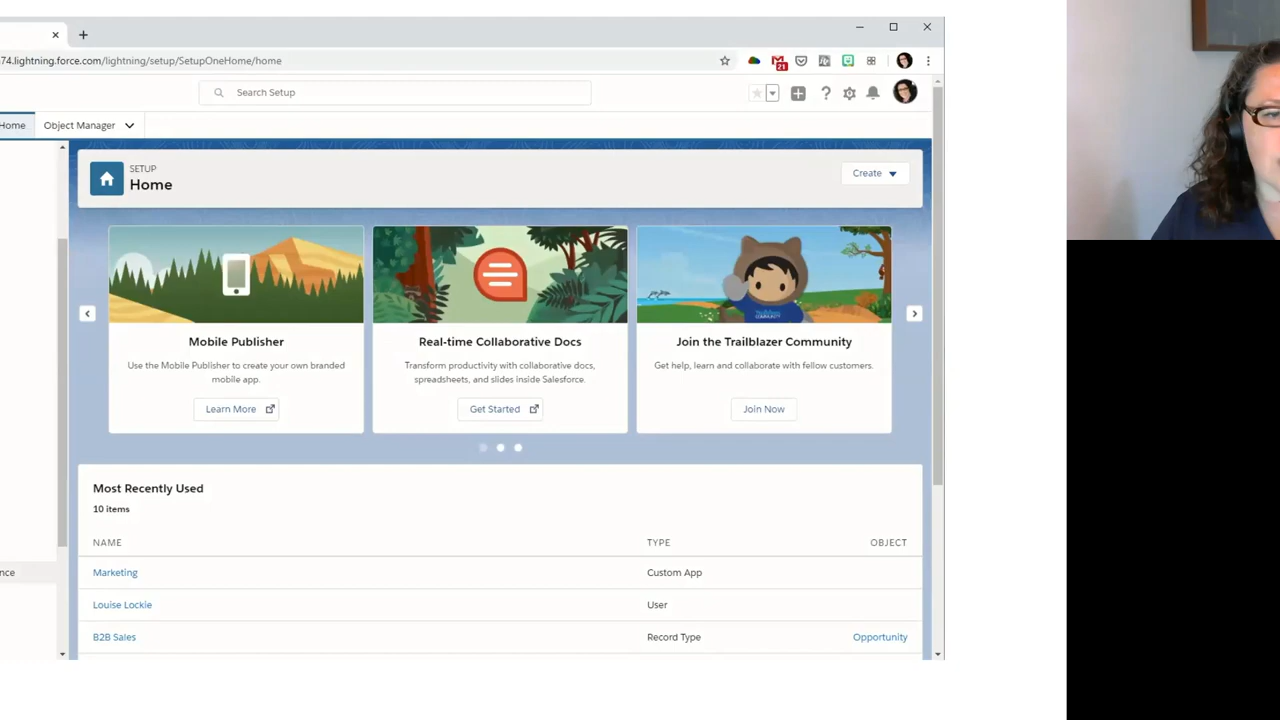 74.lightning.force.com/lightning/setup/SetupOneHome/home
21
Search Setup
Home
Object Manager
SETUP
Home
Create
Mobile Publisher
Use the Mobile Publisher to create your own branded
mobile app.
Learn More
Real-time Collaborative Docs
Transform productivity with collaborative docs,
spreadsheets, and slides inside Salesforce.
Get Started
Join the Trailblazer Community
Get help, learn and collaborate with fellow customers.
Join Now
Most Recently Used
10 items
NAME TYPE OBJECT
Marketing Custom App
Louise Lockie User
nce
B2B Sales Record Type Opportunity